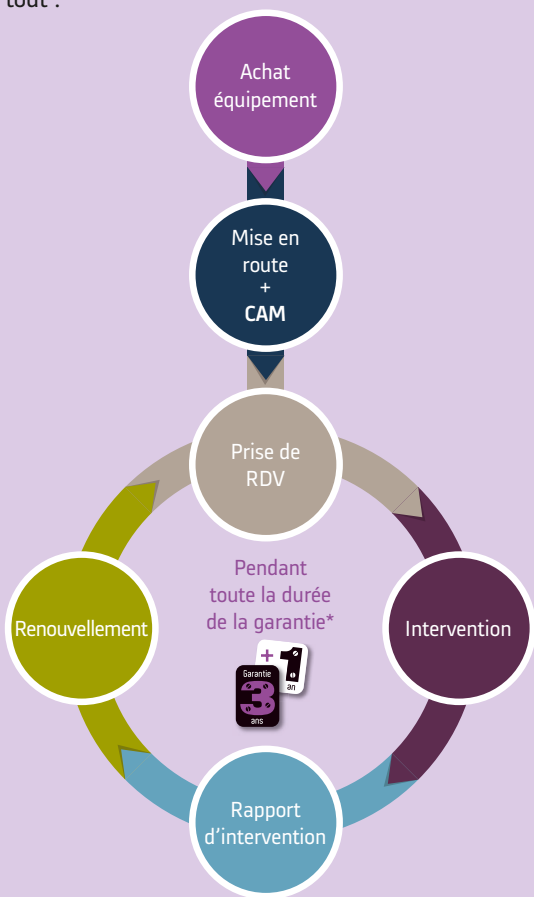 tout :
Achat
équipement
Mise en
route
+
CAM
Prise de
RDV
Pendant
toute la durée
de la garantie*
Renouvellement
Intervention
+ 1
an
Garantie
3
ans
Rapport
d'intervention